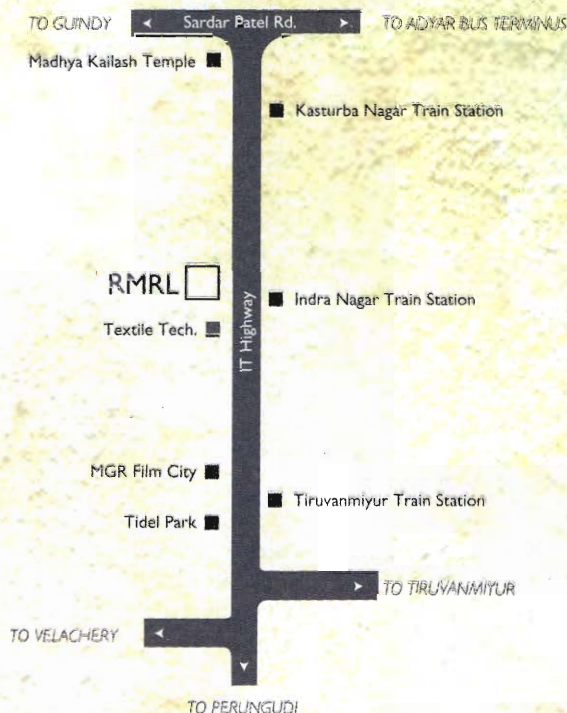 TO GUINDY
Sardar Patel Rd.
TO ADYAR BUS TERMINUS
Madhya Kailash Temple
Kasturba Nagar Train Station
RMRL
Indra Nagar Train Station
Textile Tech.
IT Highway
MGR Film City
Tiruvanmiyur Train Station
Tidel Park
TO TIRUVANMIYUR
TO VELACHERY
TO PERUNGUDI